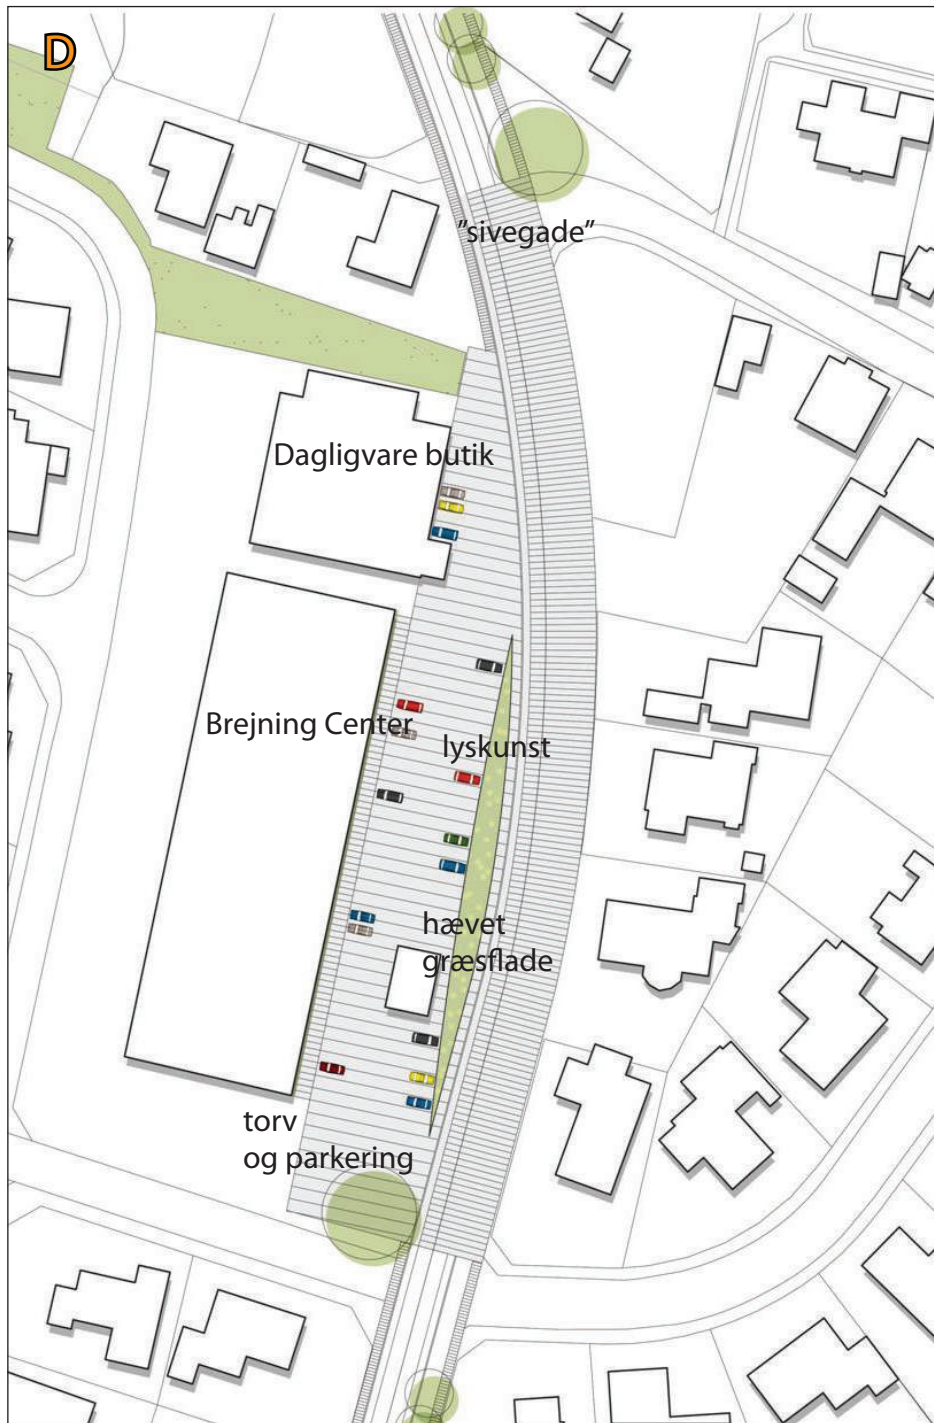 D
"sivegade"
Dagligvare butik
Brejning Center
lyskunst
hævet
græsflade
torv
og parkering